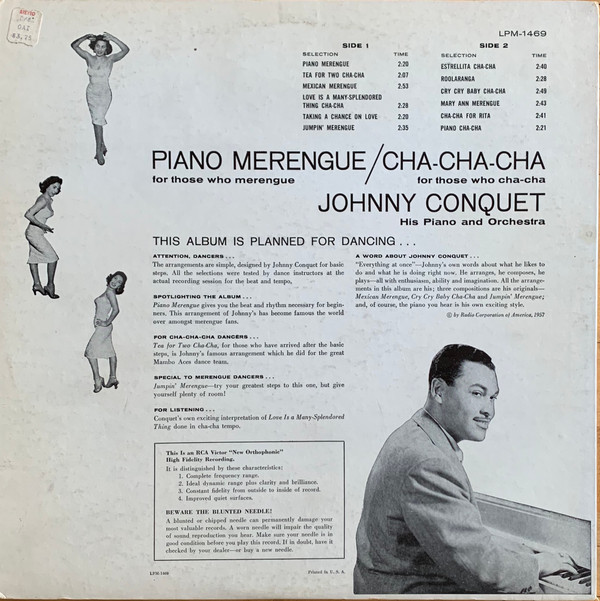 LPM-1469
SIDE 1
SELECTION TIME
PIANO MERENGUE 2:20
TEA FOR TWO CHA-CHA 2:07
MEXICAN MERENGUE 2:53
LOVE IS A MANY-SPLENDORED
THING CHA-CHA 2:28
TAKING A CHANCE ON LOVE 2:20
JUMPIN' MERENGUE 2:35
SIDE 2
SELECTION TIME
ESTRELLITA CHA-CHA 2:40
ROOLARANGA 2:28
CRY CRY BABY CHA-CHA 2:49
MARY ANN MERENGUE 2:43
CHA-CHA FOR RITA 2:41
PIANO CHA-CHA 2:21
PIANO MERENGUE/CHA-CHA-CHA
for those who merengue for those who cha-cha
JOHNNY CONQUET
His Piano and Orchestra
THIS ALBUM IS PLANNED FOR DANCING...
ATTENTION, DANCERS...
The arrangements are simple, designed by Johnny Conquet for basic
steps. All the selections were tested by dance instructors at the
actual recording session for the beat and tempo,
SPOTLIGHTING THE ALBUM...
Piano Merengue gives you the beat and rhythm necessary for begin-
ners. This arrangement of Johnny's has become famous the world
over amongst merengue fans.
FOR CHA-CHA-CHA DANCERS...
Tea for Two Cha-Cha, for those who have arrived after the basic
steps, is Johnny's famous arrangement which he did for the great
Mambo Aces dance team.
SPECIAL TO MERENGUE DANCERS...
Jumpin' Merengue—try your greatest steps to this one, but give
yourself plenty of room!
FOR LISTENING...
Conquet's own exciting interpretation of Love Is a Many-Splendored
Thing done in cha-cha tempo.
A WORD ABOUT JOHNNY CONQUET...
"Everything at once"—Johnny's own words about what he likes to
do and what he is doing right now. He arranges, he composes, he
plays—all with enthusiasm, ability and imagination. All the arrange-
ments in this album are his; three compositions are his originals—
Mexican Merengue, Cry Cry Baby Cha-Cha and Jumpin' Merengue;
and, of course, the piano you hear is his own exciting style.
© by Radio Corporation of America, 1957
This Is an RCA Victor "New Orthophonic"
High Fidelity Recording.
It is distinguished by these characteristics:
1. Complete frequency range.
2. Ideal dynamic range plus clarity and brilliance.
3. Constant fidelity from outside to inside of record.
4. Improved quiet surfaces.
BEWARE THE BLUNTED NEEDLE!
A blunted or chipped needle can permanently damage your
most valuable records. A worn needle will impair the quality
of sound reproduction you hear. Make sure your needle is in
good condition before you play this record. If in doubt, have it
checked by your dealer—or buy a new needle.
LPM-1469 Printed in U. S. A.